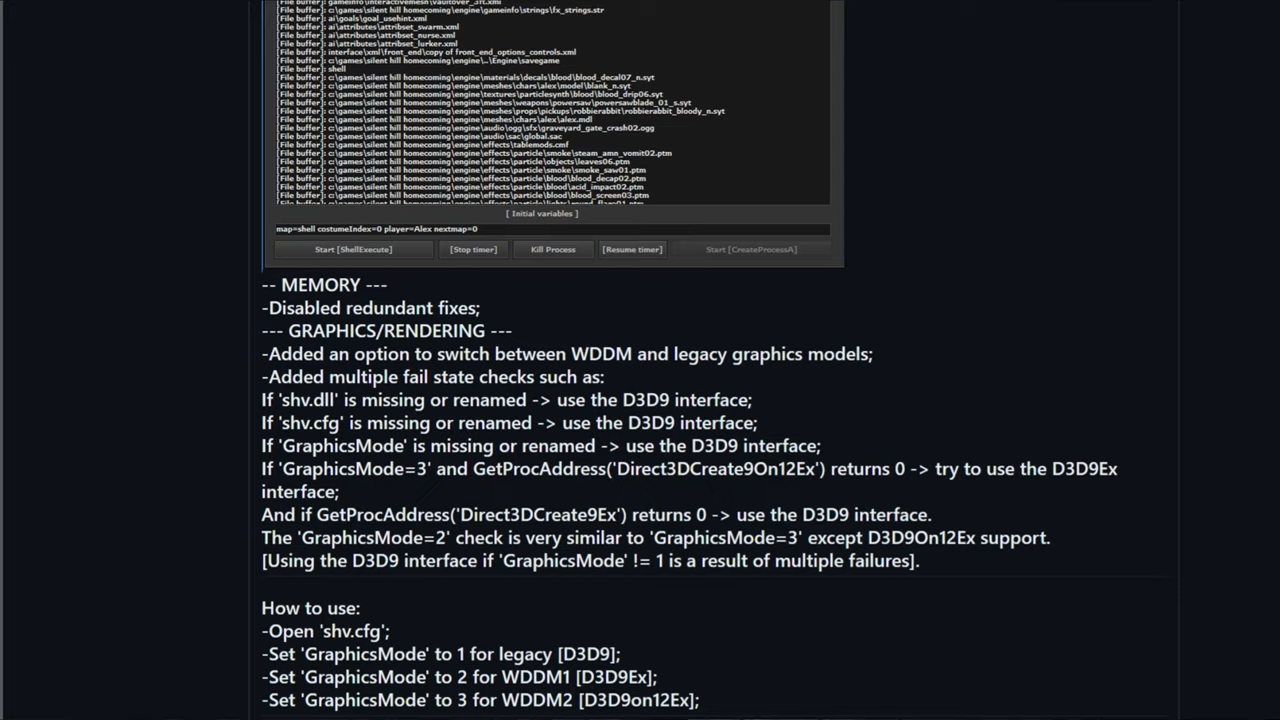 [File buffer]: gameinfo\interactivemesh\vaultover_3ft.xml
[File buffer]: c:\games\silent hill homecoming\engine\gameinfo\strings\fx_strings.str
[File buffer]: ai\goals\goal_usehint.xml
[File buffer]: ai\attributes\attribset_swarm.xml
[File buffer]: ai\attributes\attribset_nurse.xml
[File buffer]: ai\attributes\attribset_lurker.xml
[File buffer]: interface\xml\front_end\copy of front_end_options_controls.xml
[File buffer]: c:\games\silent hill homecoming\engine\..\Engine\savegame
[File buffer]: shell
[File buffer]: c:\games\silent hill homecoming\engine\materials\decals\blood\blood_decal07_n.syt
[File buffer]: c:\games\silent hill homecoming\engine\meshes\chars\alex\model\blank_n.syt
[File buffer]: c:\games\silent hill homecoming\engine\textures\particlesynth\blood\blood_drip06.syt
[File buffer]: c:\games\silent hill homecoming\engine\meshes\weapons\powersaw\powersawblade_01_s.syt
[File buffer]: c:\games\silent hill homecoming\engine\meshes\props\pickups\robbierabbit\robbierabbit_bloody_n.syt
[File buffer]: c:\games\silent hill homecoming\engine\meshes\chars\alex\alex.mdl
[File buffer]: c:\games\silent hill homecoming\engine\audio\ogg\sfx\graveyard_gate_crash02.ogg
[File buffer]: c:\games\silent hill homecoming\engine\audio\sac\global.sac
[File buffer]: c:\games\silent hill homecoming\engine\effects\tablemods.cmf
[File buffer]: c:\games\silent hill homecoming\engine\effects\particle\smoke\steam_amn_vomit02.ptm
[File buffer]: c:\games\silent hill homecoming\engine\effects\particle\objects\leaves06.ptm
[File buffer]: c:\games\silent hill homecoming\engine\effects\particle\smoke\smoke_saw01.ptm
[File buffer]: c:\games\silent hill homecoming\engine\effects\particle\blood\blood_decap02.ptm
[File buffer]: c:\games\silent hill homecoming\engine\effects\particle\blood\acid_impact02.ptm
[File buffer]: c:\games\silent hill homecoming\engine\effects\particle\blood\blood_screen03.ptm
[File buffer]: c:\games\silent hill homecoming\engine\effects\particle\lights\round_flare01.ptm
[ Initial variables ]
map=shell costumeIndex=0 player=Alex nextmap=0
Start [ShellExecute] [Stop timer] Kill Process [Resume timer] Start [CreateProcessA]
-- MEMORY ---
-Disabled redundant fixes;
--- GRAPHICS/RENDERING ---
-Added an option to switch between WDDM and legacy graphics models;
-Added multiple fail state checks such as:
If 'shv.dll' is missing or renamed -> use the D3D9 interface;
If 'shv.cfg' is missing or renamed -> use the D3D9 interface;
If 'GraphicsMode' is missing or renamed -> use the D3D9 interface;
If 'GraphicsMode=3' and GetProcAddress('Direct3DCreate9On12Ex') returns 0 -> try to use the D3D9Ex
interface;
And if GetProcAddress('Direct3DCreate9Ex') returns 0 -> use the D3D9 interface.
The 'GraphicsMode=2' check is very similar to 'GraphicsMode=3' except D3D9On12Ex support.
[Using the D3D9 interface if 'GraphicsMode' != 1 is a result of multiple failures].
How to use:
-Open 'shv.cfg';
-Set 'GraphicsMode' to 1 for legacy [D3D9];
-Set 'GraphicsMode' to 2 for WDDM1 [D3D9Ex];
-Set 'GraphicsMode' to 3 for WDDM2 [D3D9on12Ex];